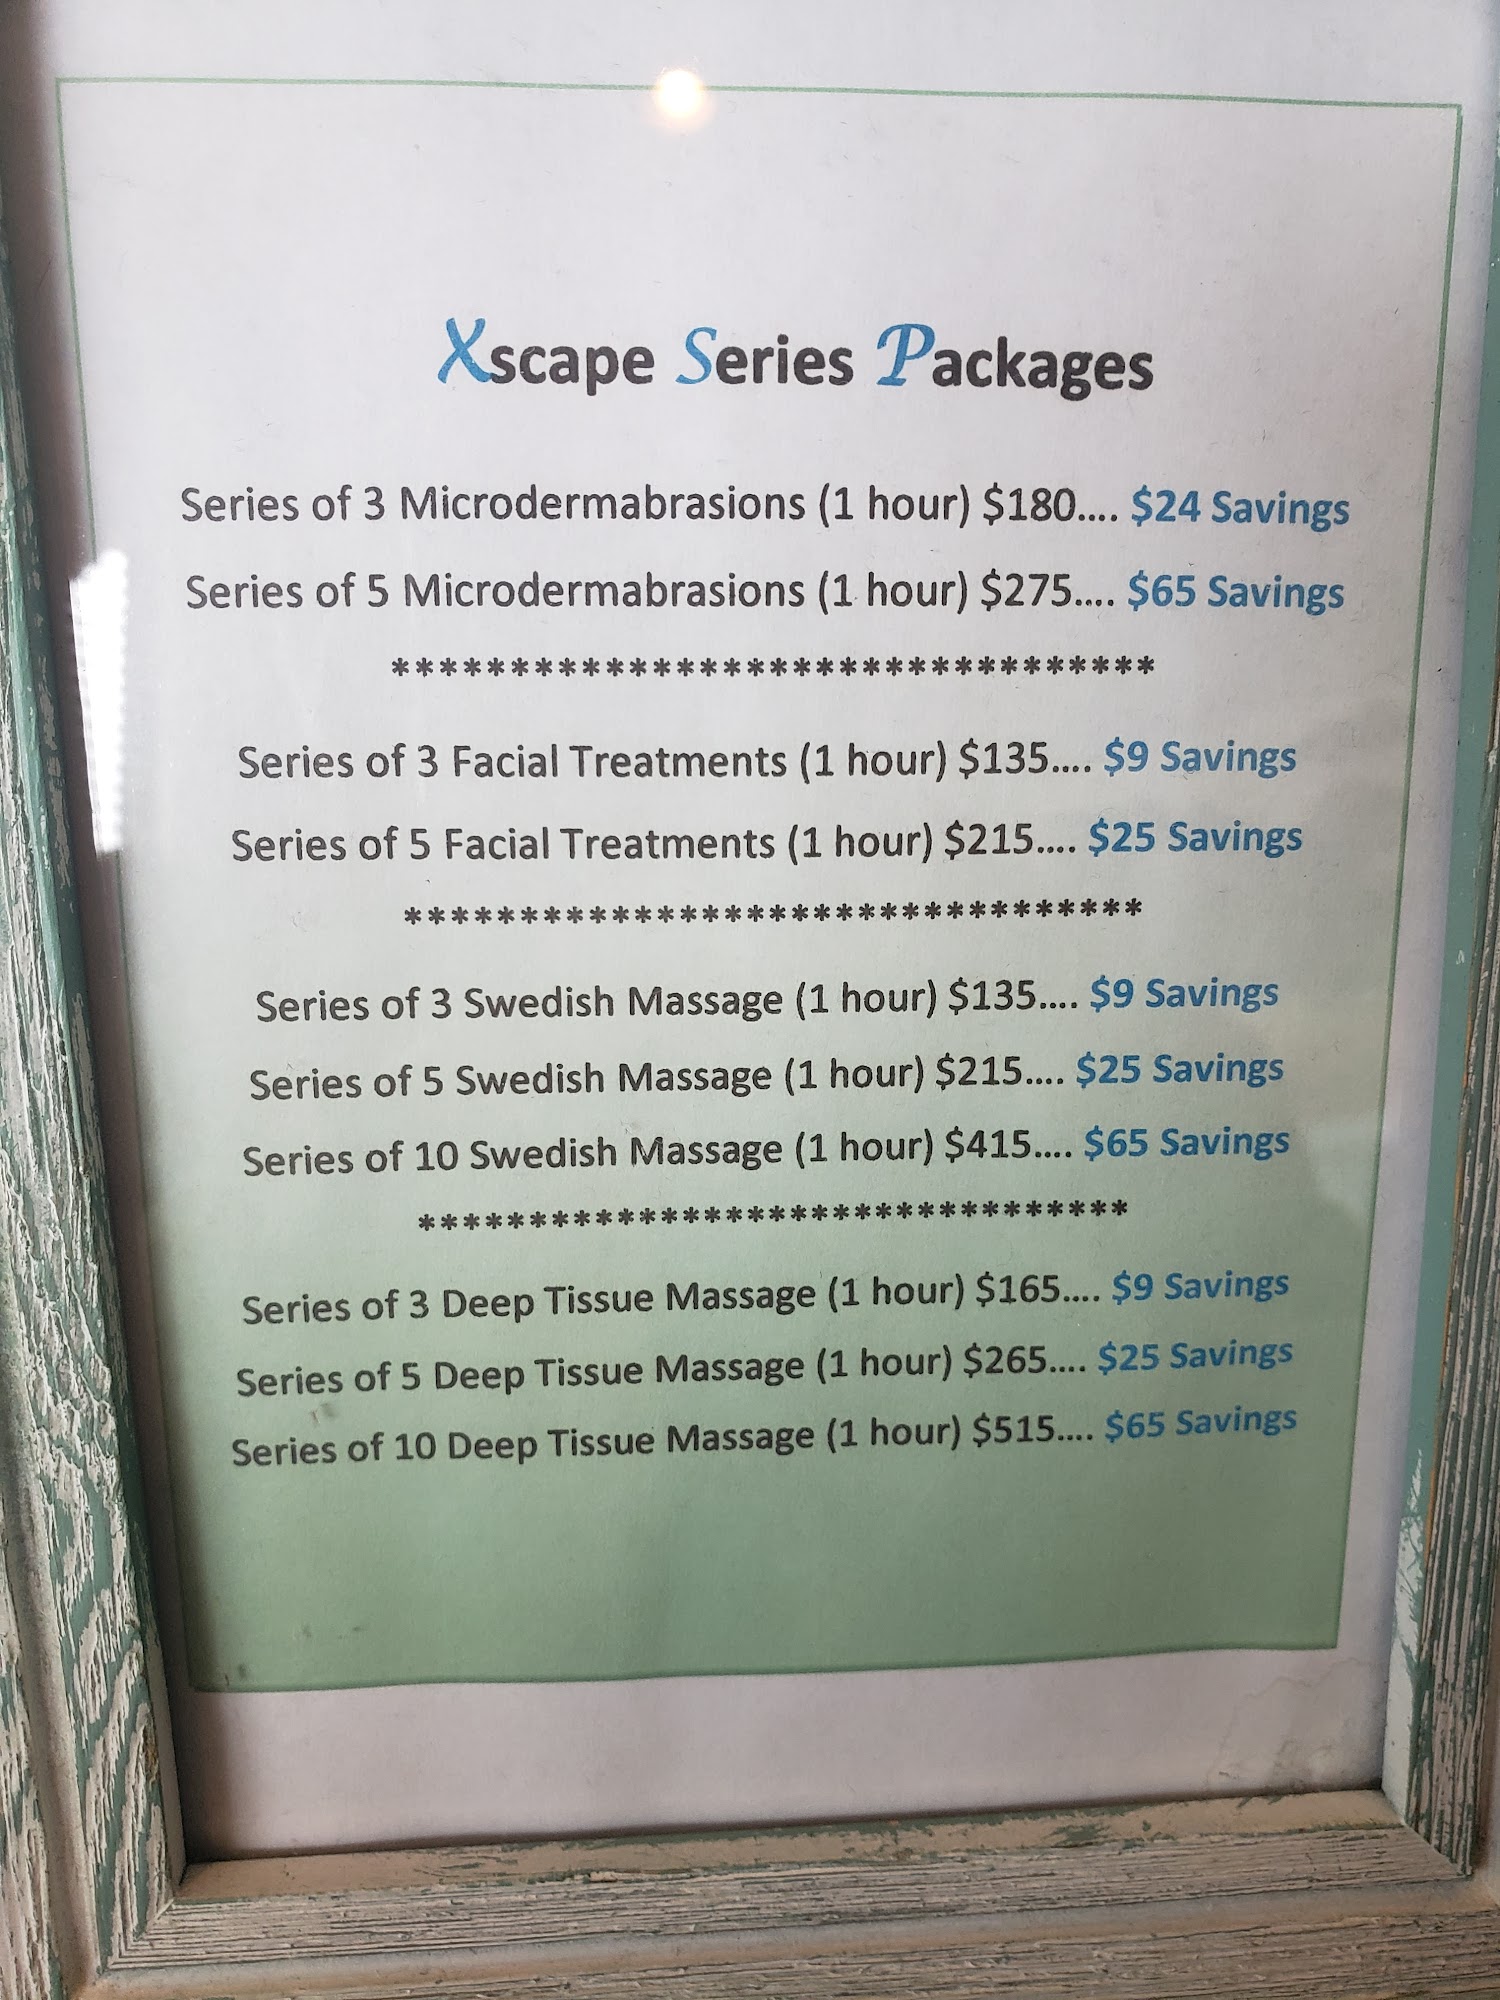 Xscape Series Packages
Series of 3 Microdermabrasions (1 hour) $180.... $24 Savings
Series of 5 Microdermabrasions (1 hour) $275.... $65 Savings
*********************************
Series of 3 Facial Treatments (1 hour) $135.... $9 Savings
Series of 5 Facial Treatments (1 hour) $215.... $25 Savings
*********************************
Series of 3 Swedish Massage (1 hour) $135.... $9 Savings
Series of 5 Swedish Massage (1 hour) $215.... $25 Savings
Series of 10 Swedish Massage (1 hour) $415.... $65 Savings
*********************************
Series of 3 Deep Tissue Massage (1 hour) $165.... $9 Savings
Series of 5 Deep Tissue Massage (1 hour) $265.... $25 Savings
Series of 10 Deep Tissue Massage (1 hour) $515.... $65 Savings